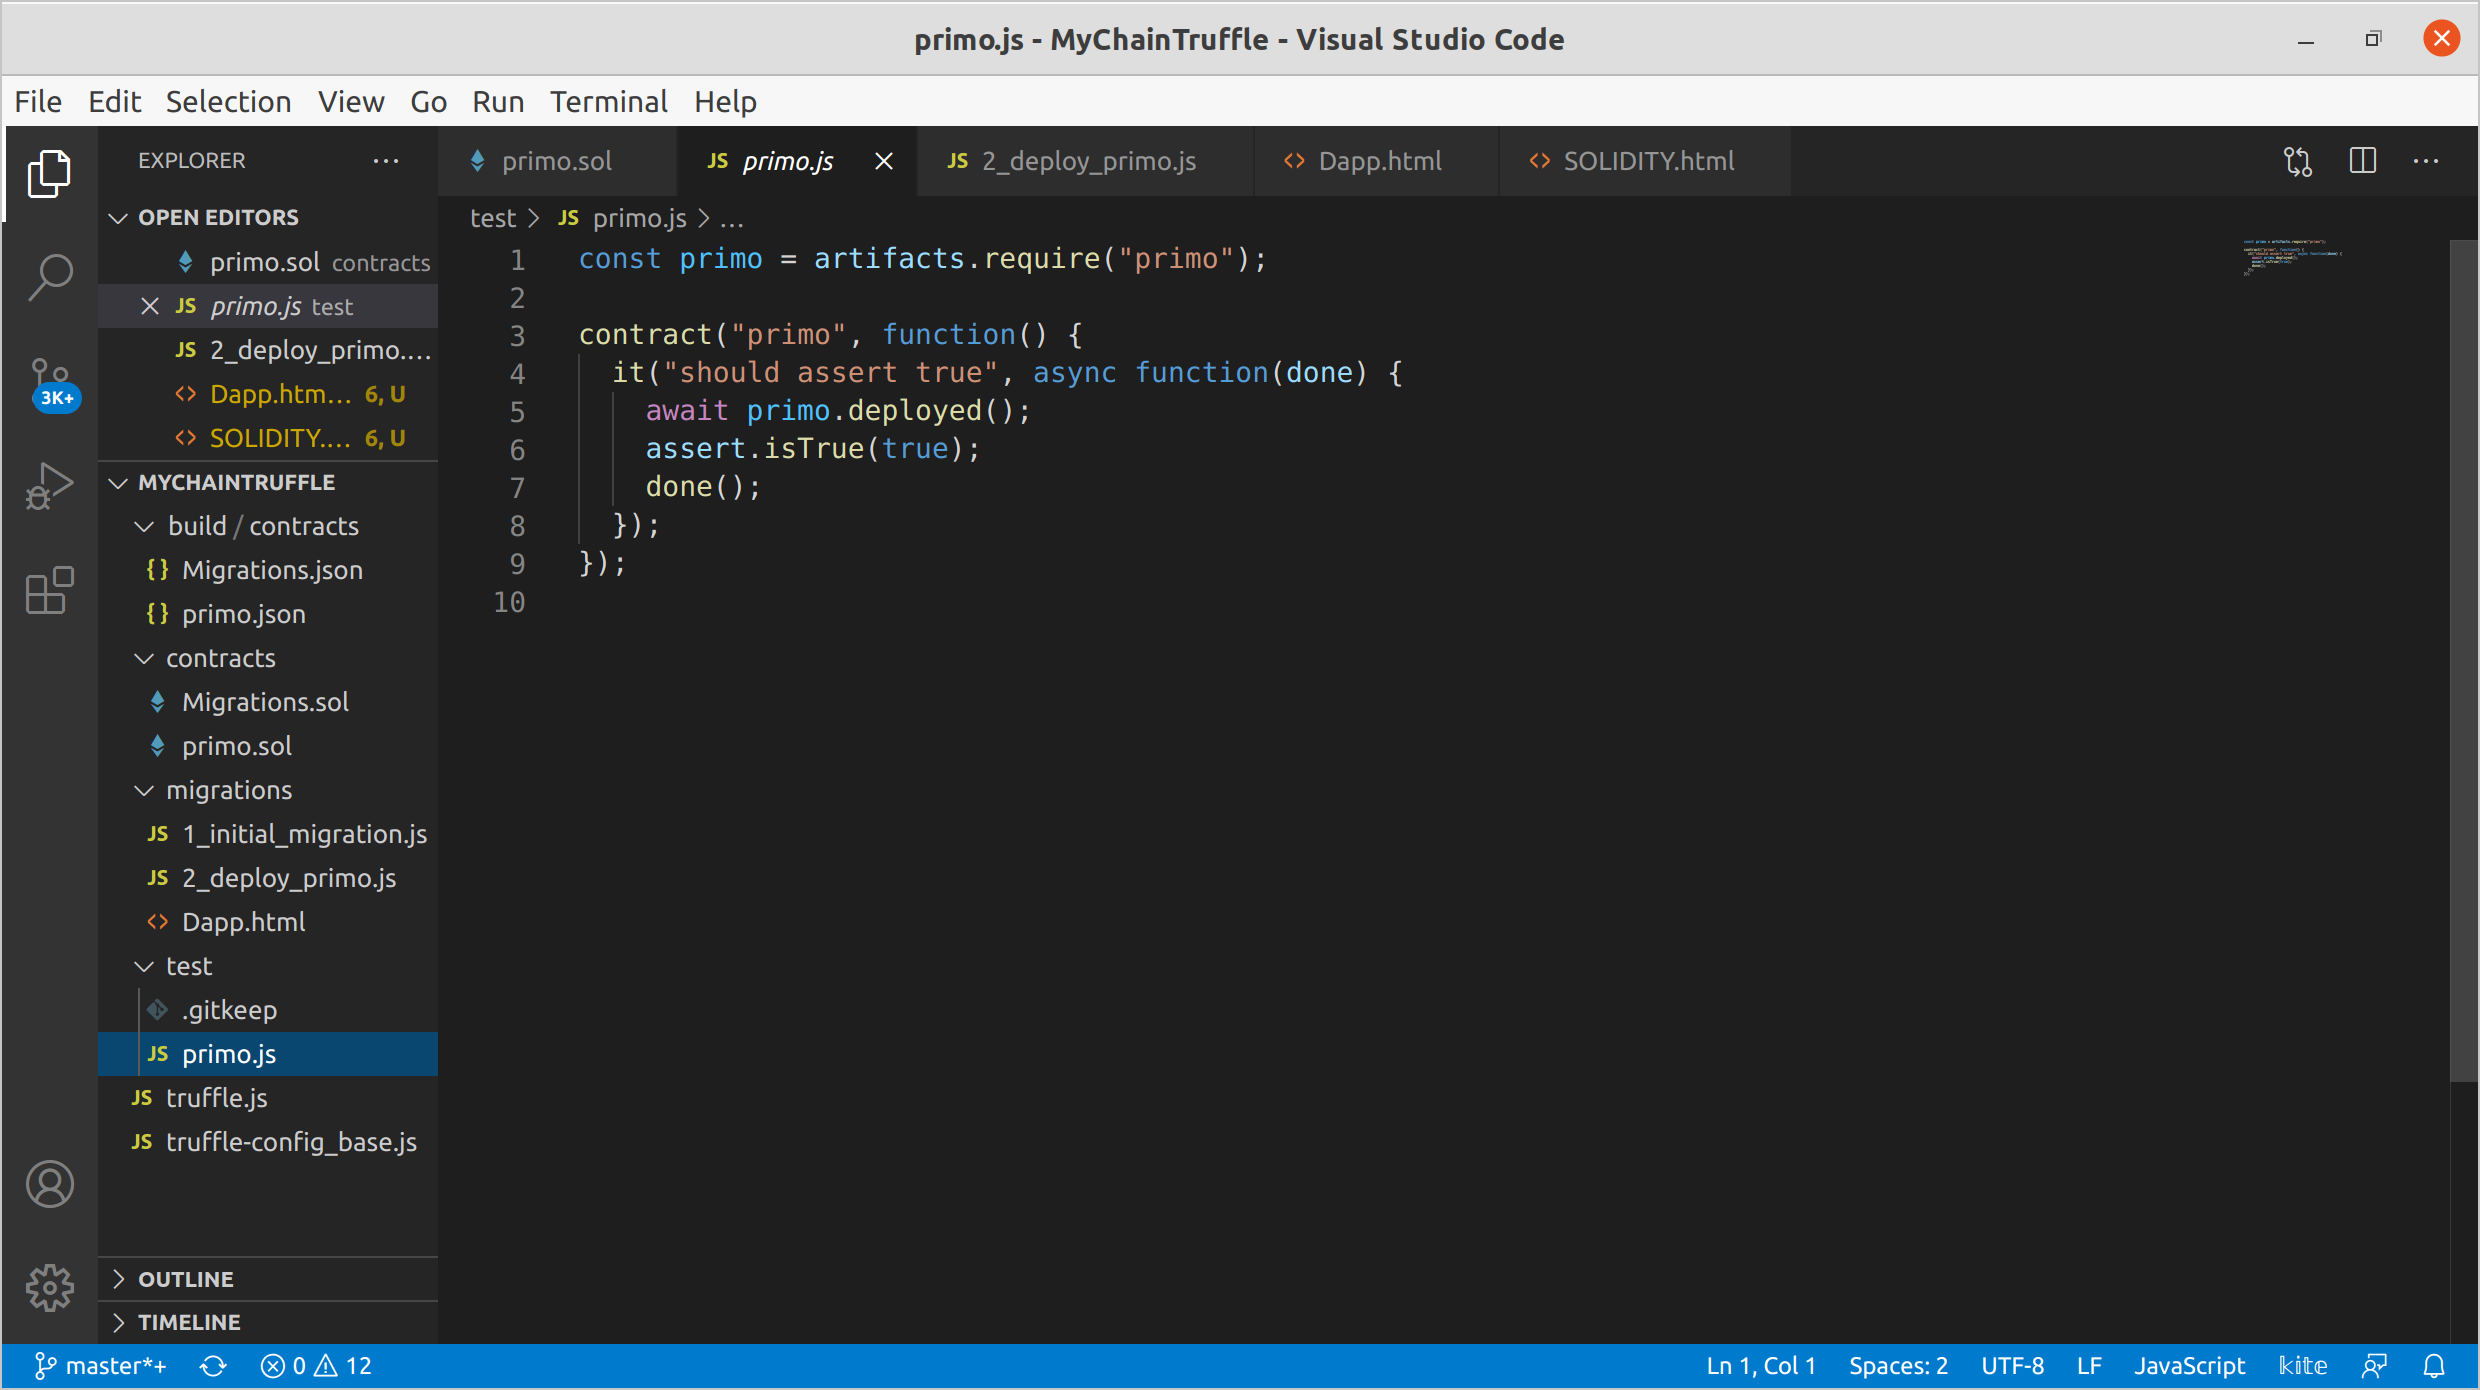 primo.js - MyChainTruffle - Visual Studio Code
File Edit Selection View Go Run Terminal Help
EXPLORER
primo.sol JS primo.js JS 2_deploy_primo.js <> Dapp.html <> SOLIDITY.html
OPEN EDITORS
primo.sol contracts
JS primo.js test
JS 2_deploy_primo....
<> Dapp.htm... 6, U
<> SOLIDITY.... 6, U
MYCHAINTRUFFLE
build / contracts
{} Migrations.json
{} primo.json
contracts
Migrations.sol
primo.sol
migrations
JS 1_initial_migration.js
JS 2_deploy_primo.js
<> Dapp.html
test
.gitkeep
JS primo.js
JS truffle.js
JS truffle-config_base.js
OUTLINE
TIMELINE
3K+
test > JS primo.js > ...
1 const primo = artifacts.require("primo");
2
3 contract("primo", function() {
4 it("should assert true", async function(done) {
5 await primo.deployed();
6 assert.isTrue(true);
7 done();
8 });
9 });
10
master*+ 0 12 Ln 1, Col 1 Spaces: 2 UTF-8 LF JavaScript kite